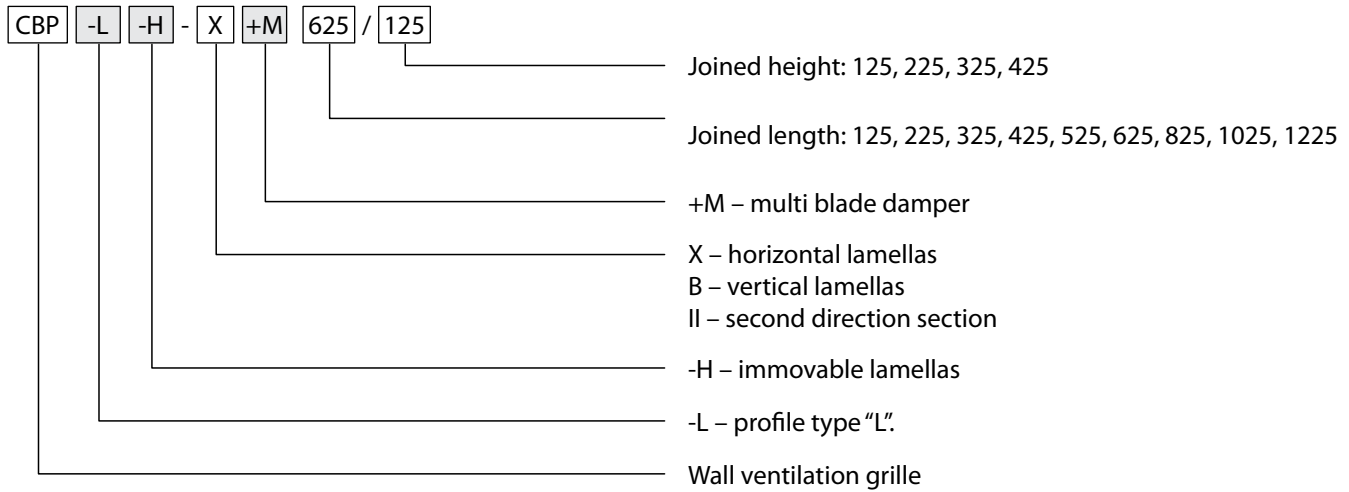 CBP -L -H - X +M 625 / 125
Joined height: 125, 225, 325, 425
Joined length: 125, 225, 325, 425, 525, 625, 825, 1025, 1225
+M – multi blade damper
X – horizontal lamellas
B – vertical lamellas
II – second direction section
-H – immovable lamellas
-L – profile type “L”.
Wall ventilation grille